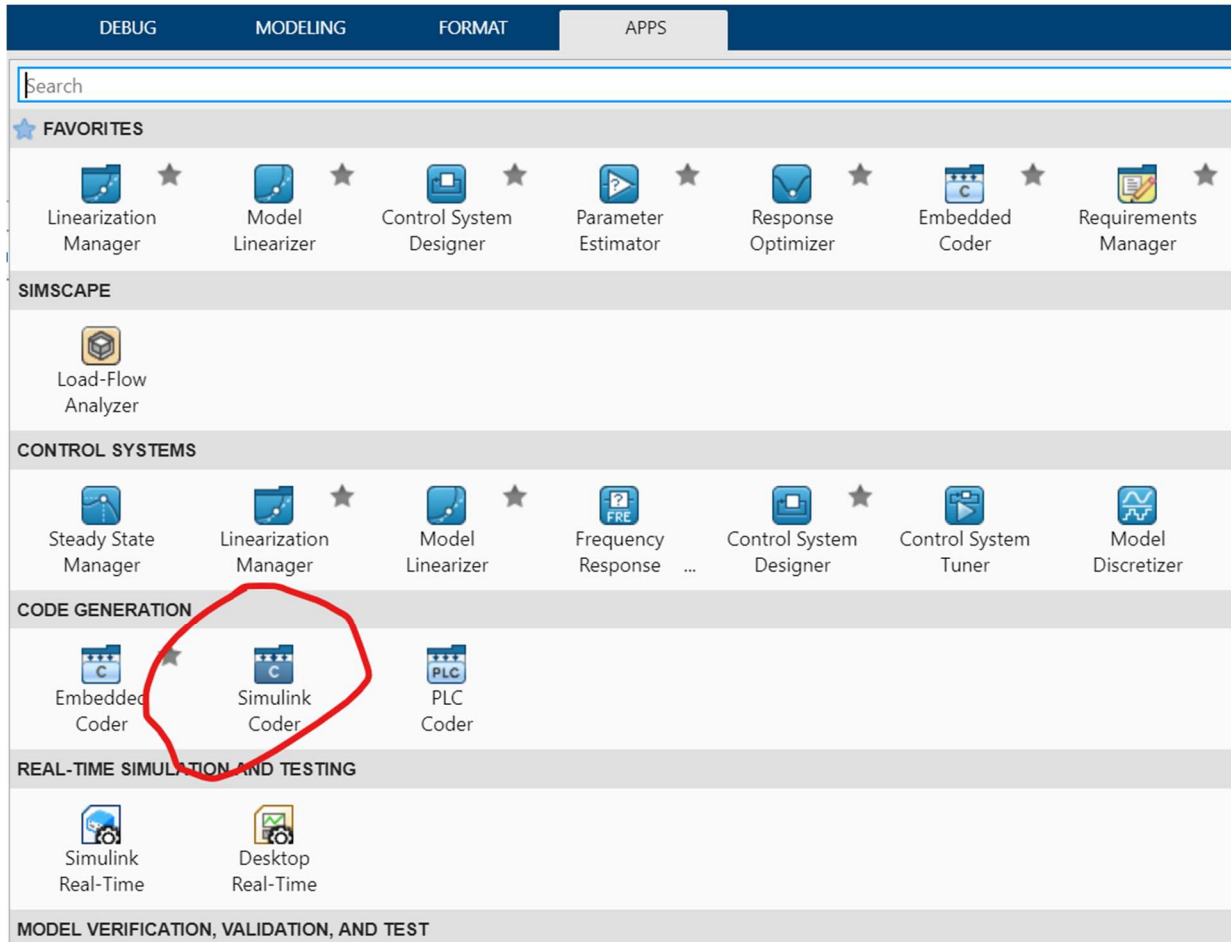 DEBUG MODELING FORMAT APPS
Search
FAVORITES
Linearization Model Control System Parameter Response Embedded Requirements
Manager Linearizer Designer Estimator Optimizer Coder Manager
C
SIMSCAPE
Load-Flow
Analyzer
CONTROL SYSTEMS
? FRE
Steady State Linearization Model Frequency Control System Control System Model
Manager Manager Linearizer Response ... Designer Tuner Discretizer
CODE GENERATION
C C PLC
Embedded Simulink PLC
Coder Coder Coder
REAL-TIME SIMULATION AND TESTING
Simulink Desktop
Real-Time Real-Time
MODEL VERIFICATION, VALIDATION, AND TEST